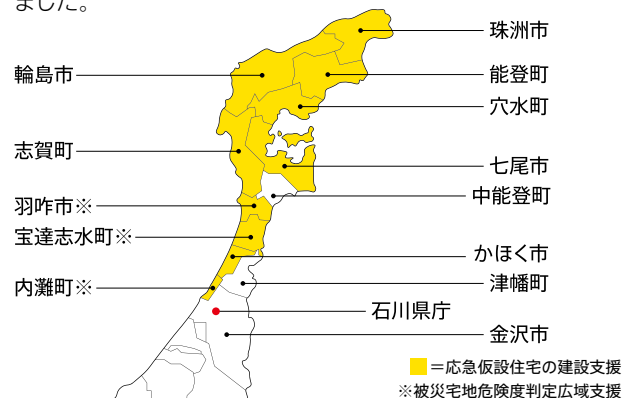 ました。
珠洲市
輪島市
能登町
穴水町
志賀町
七尾市
中能登町
羽咋市※
宝達志水町※
かほく市
津幡町
内灘町※
石川県庁
金沢市
＝応急仮設住宅の建設支援
※被災宅地危険度判定広域支援